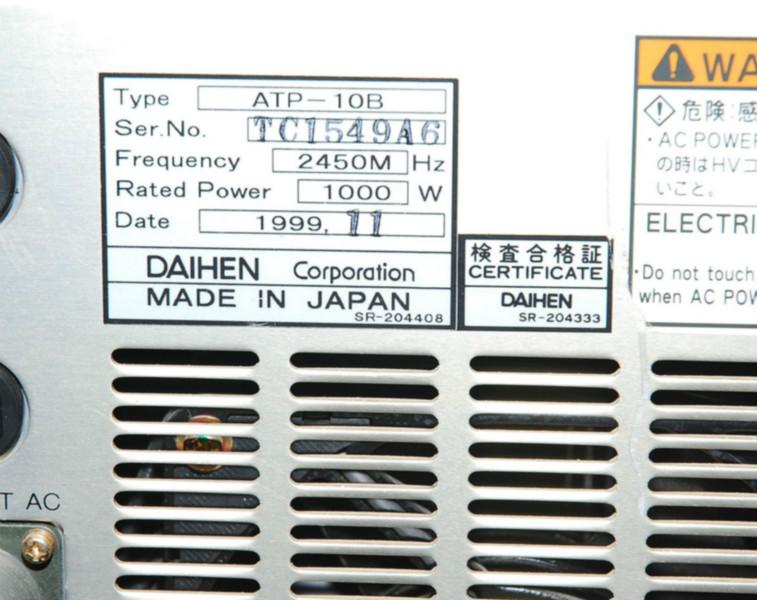 Type ATP-10B
Ser.No. TC1549A6
Frequency 2450M Hz
Rated Power 1000 W
Date 1999. 11
DAIHEN Corporation
MADE IN JAPAN
SR-204408
検査合格証
CERTIFICATE
DAIHEN
SR-204333
WA
危険:感
・AC POWER
の時はHVコ
いこと。
ELECTRI
・Do not touch
when AC POW
T AC